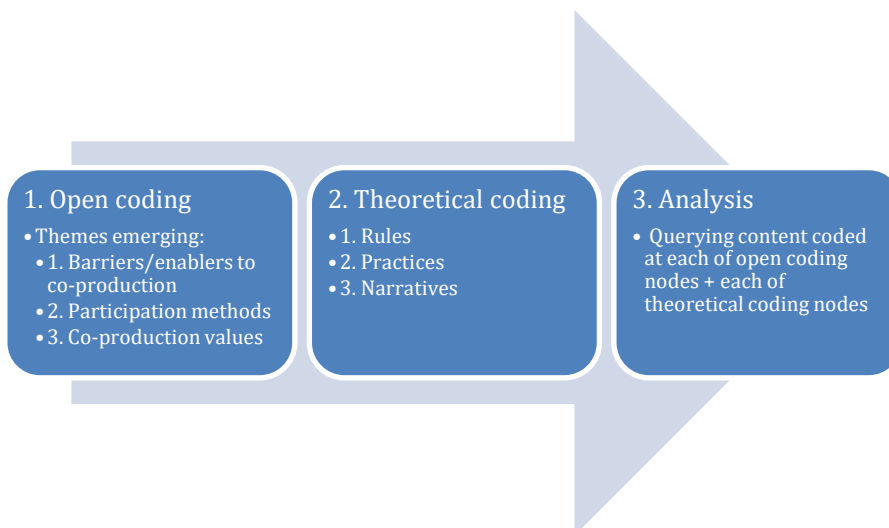 1. Open coding
•Themes emerging:
•1. Barriers/enablers to
co-production
•2. Participation methods
•3. Co-production values
2. Theoretical coding
•1. Rules
•2. Practices
•3. Narratives
3. Analysis
• Querying content coded
at each of open coding
nodes + each of
theoretical coding nodes